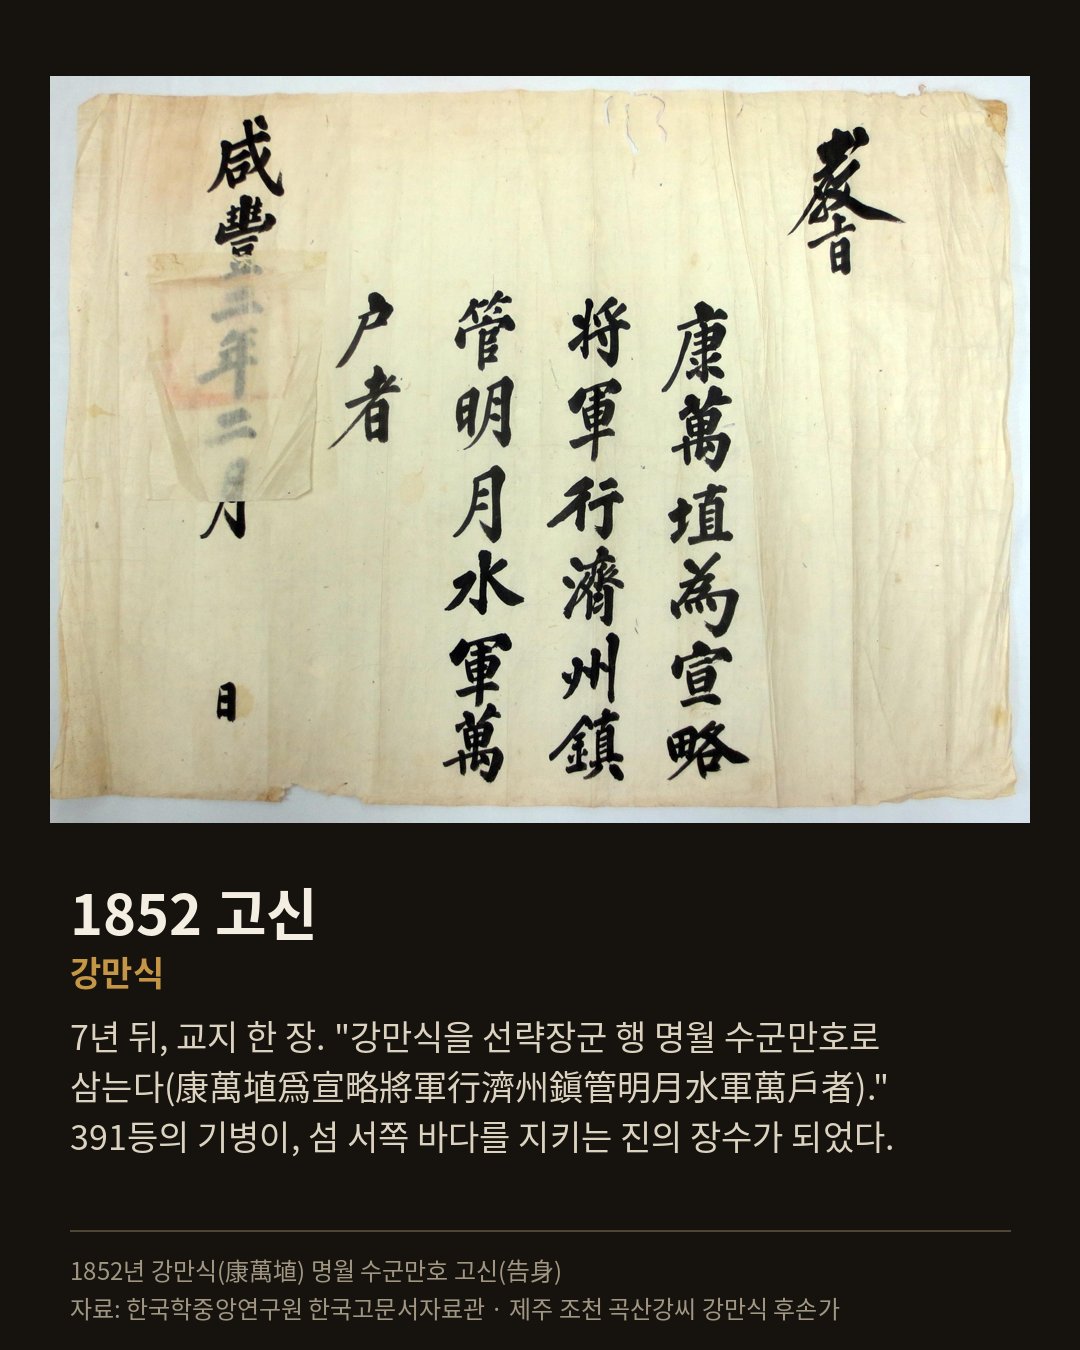 敎旨
康萬埴為宣略
将軍行濟州鎮
管明月水軍萬
户者
咸豐二年二月 日
1852 고신
강만식
7년 뒤, 교지 한 장. "강만식을 선략장군 행 명월 수군만호로
삼는다(康萬埴爲宣略將軍行濟州鎭管明月水軍萬戶者)."
391등의 기병이, 섬 서쪽 바다를 지키는 진의 장수가 되었다.
1852년 강만식(康萬埴) 명월 수군만호 고신(告身)
자료: 한국학중앙연구원 한국고문서자료관 · 제주 조천 곡산강씨 강만식 후손가